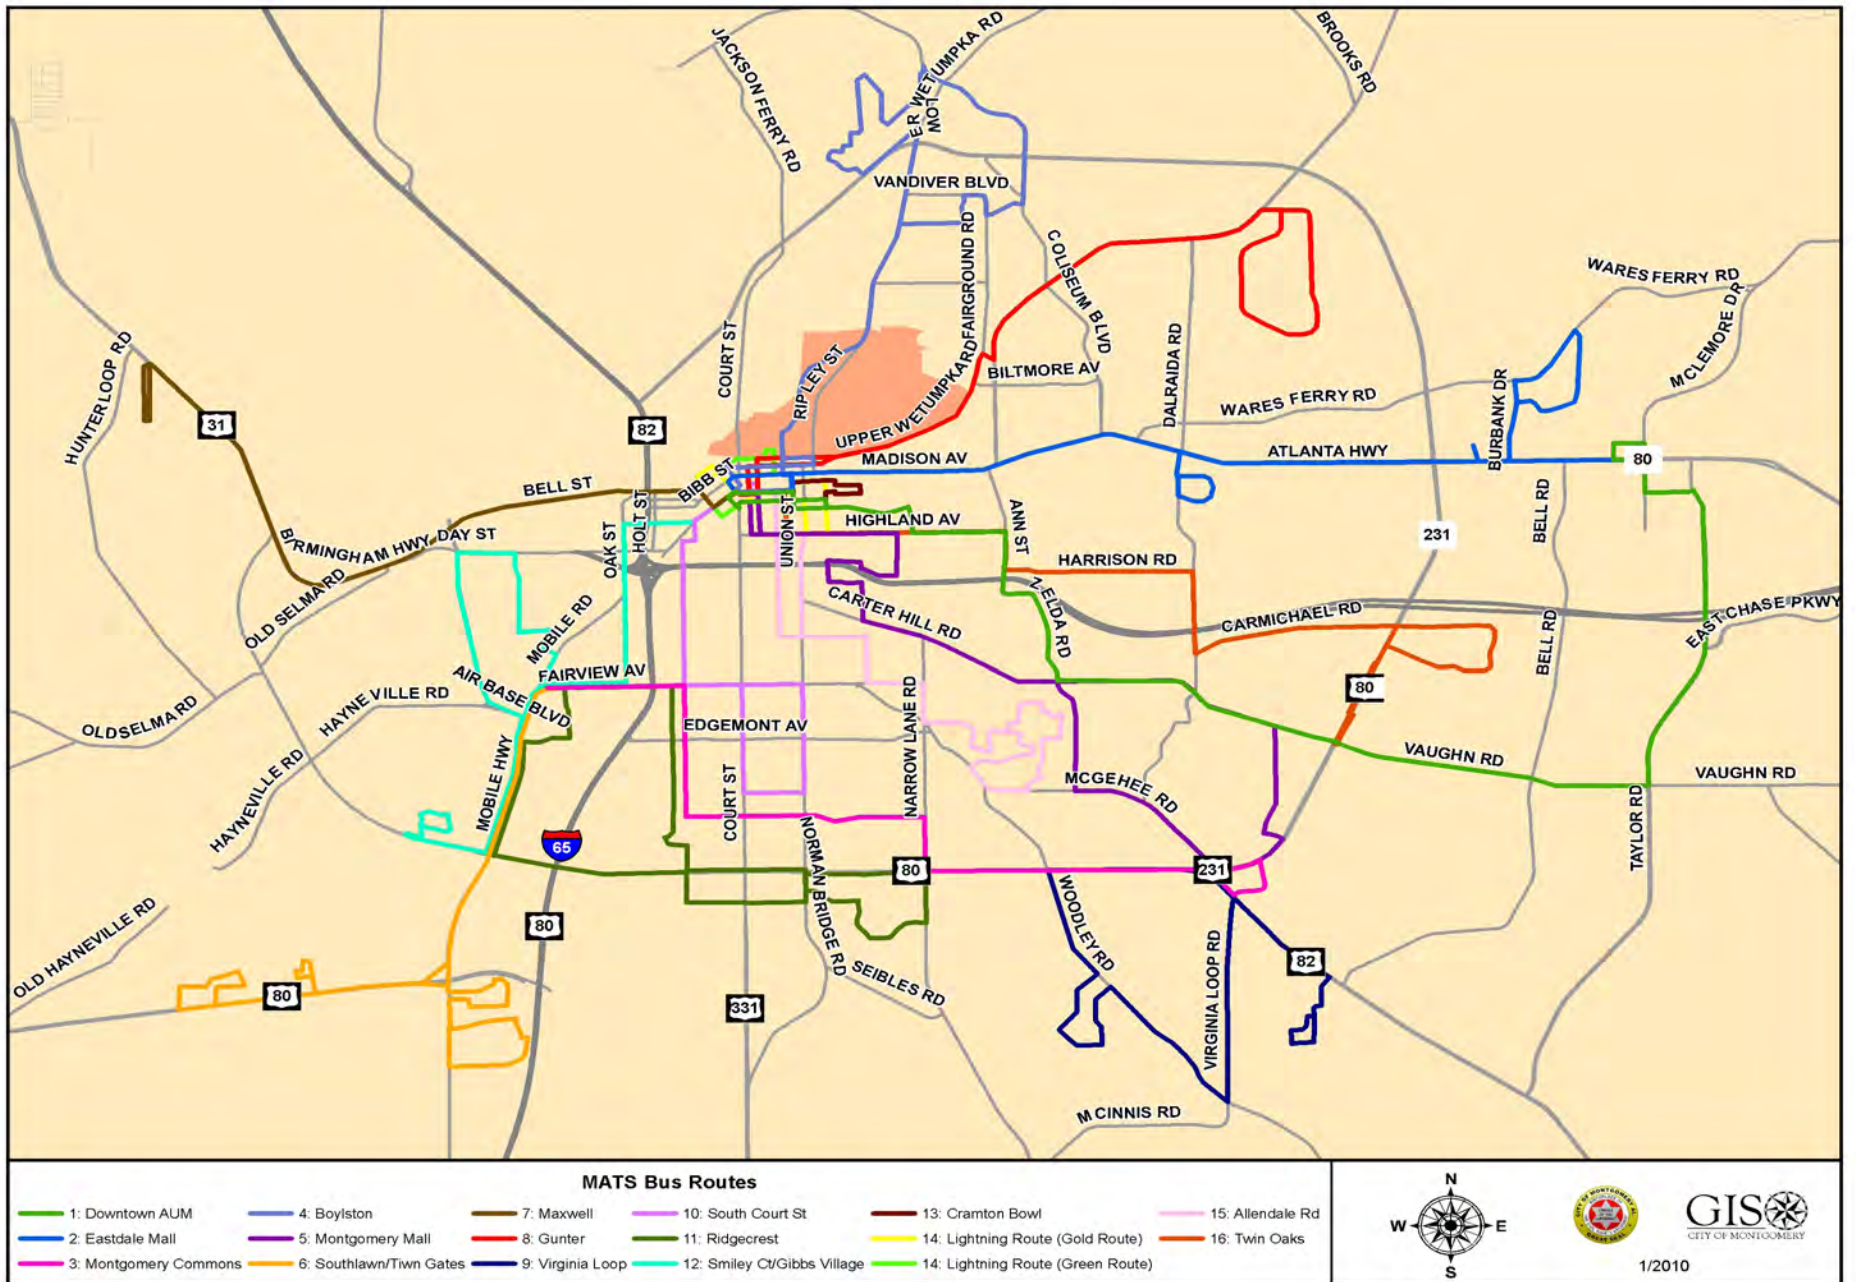 JACKSON FERRY RD
LOWER WETUMPKA RD
BROOKS RD
VANDIVER BLVD
FAIRGROUND RD
COLISEUM BLVD
WARES FERRY RD
MCLEMORE DR
HUNTER LOOP RD
31
82
COURT ST
RIPLEY ST
UPPER WETUMPKA RD
BILTMORE AV
DALRAIDA RD
WARES FERRY RD
BURBANK DR
MADISON AV
ATLANTA HWY
80
BELL ST
BIBB ST
BIRMINGHAM HWY
DAY ST
OAK ST
HOLT ST
UNION ST
HIGHLAND AV
ANN ST
231
BELL RD
HARRISON RD
OLD SELMA RD
MOBILE RD
CARTER HILL RD
ZELDA RD
CARMICHAEL RD
BELL RD
EAST CHASE PKWY
OLD SELMA RD
HAYNEVILLE RD
AIR BASE BLVD
FAIRVIEW AV
EDGEMONT AV
NARROW LANE RD
80
VAUGHN RD
VAUGHN RD
HAYNEVILLE RD
MOBILE HWY
65
COURT ST
NORMAN BRIDGE RD
MCGEHEE RD
TAYLOR RD
80
231
OLD HAYNEVILLE RD
80
80
331
SEIBLES RD
WOODLEY RD
VIRGINIA LOOP RD
82
MCINNIS RD
MATS Bus Routes
1: Downtown AUM
2: Eastdale Mall
3: Montgomery Commons
4: Boylston
5: Montgomery Mall
6: Southlawn/Tiwn Gates
7: Maxwell
8: Gunter
9: Virginia Loop
10: South Court St
11: Ridgecrest
12: Smiley Ct/Gibbs Village
13: Cramton Bowl
14: Lightning Route (Gold Route)
14: Lightning Route (Green Route)
15: Allendale Rd
16: Twin Oaks
N
W E
S
GIS
CITY OF MONTGOMERY
1/2010